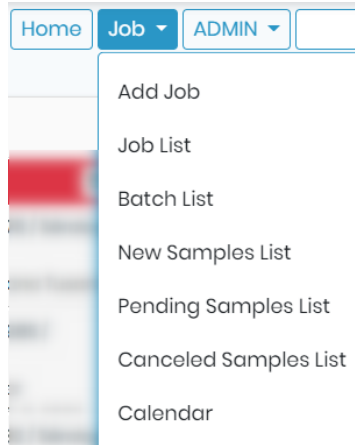 Home Job ADMIN
Add Job
Job List
Batch List
New Samples List
Pending Samples List
Canceled Samples List
Calendar